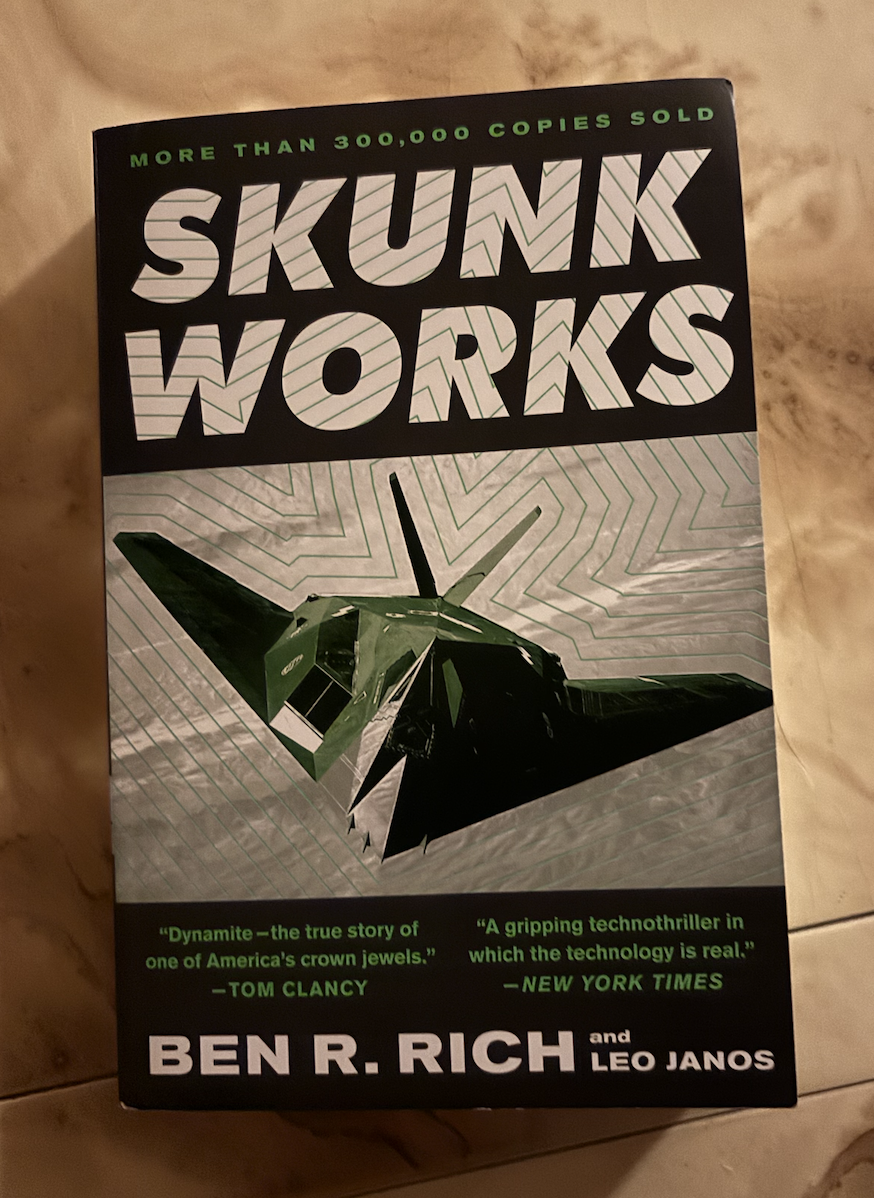 MORE THAN 300,000 COPIES SOLD
SKUNK
WORKS
“Dynamite—the true story of
one of America’s crown jewels.”
—TOM CLANCY
“A gripping technothriller in
which the technology is real.”
—NEW YORK TIMES
BEN R. RICH and
LEO JANOS